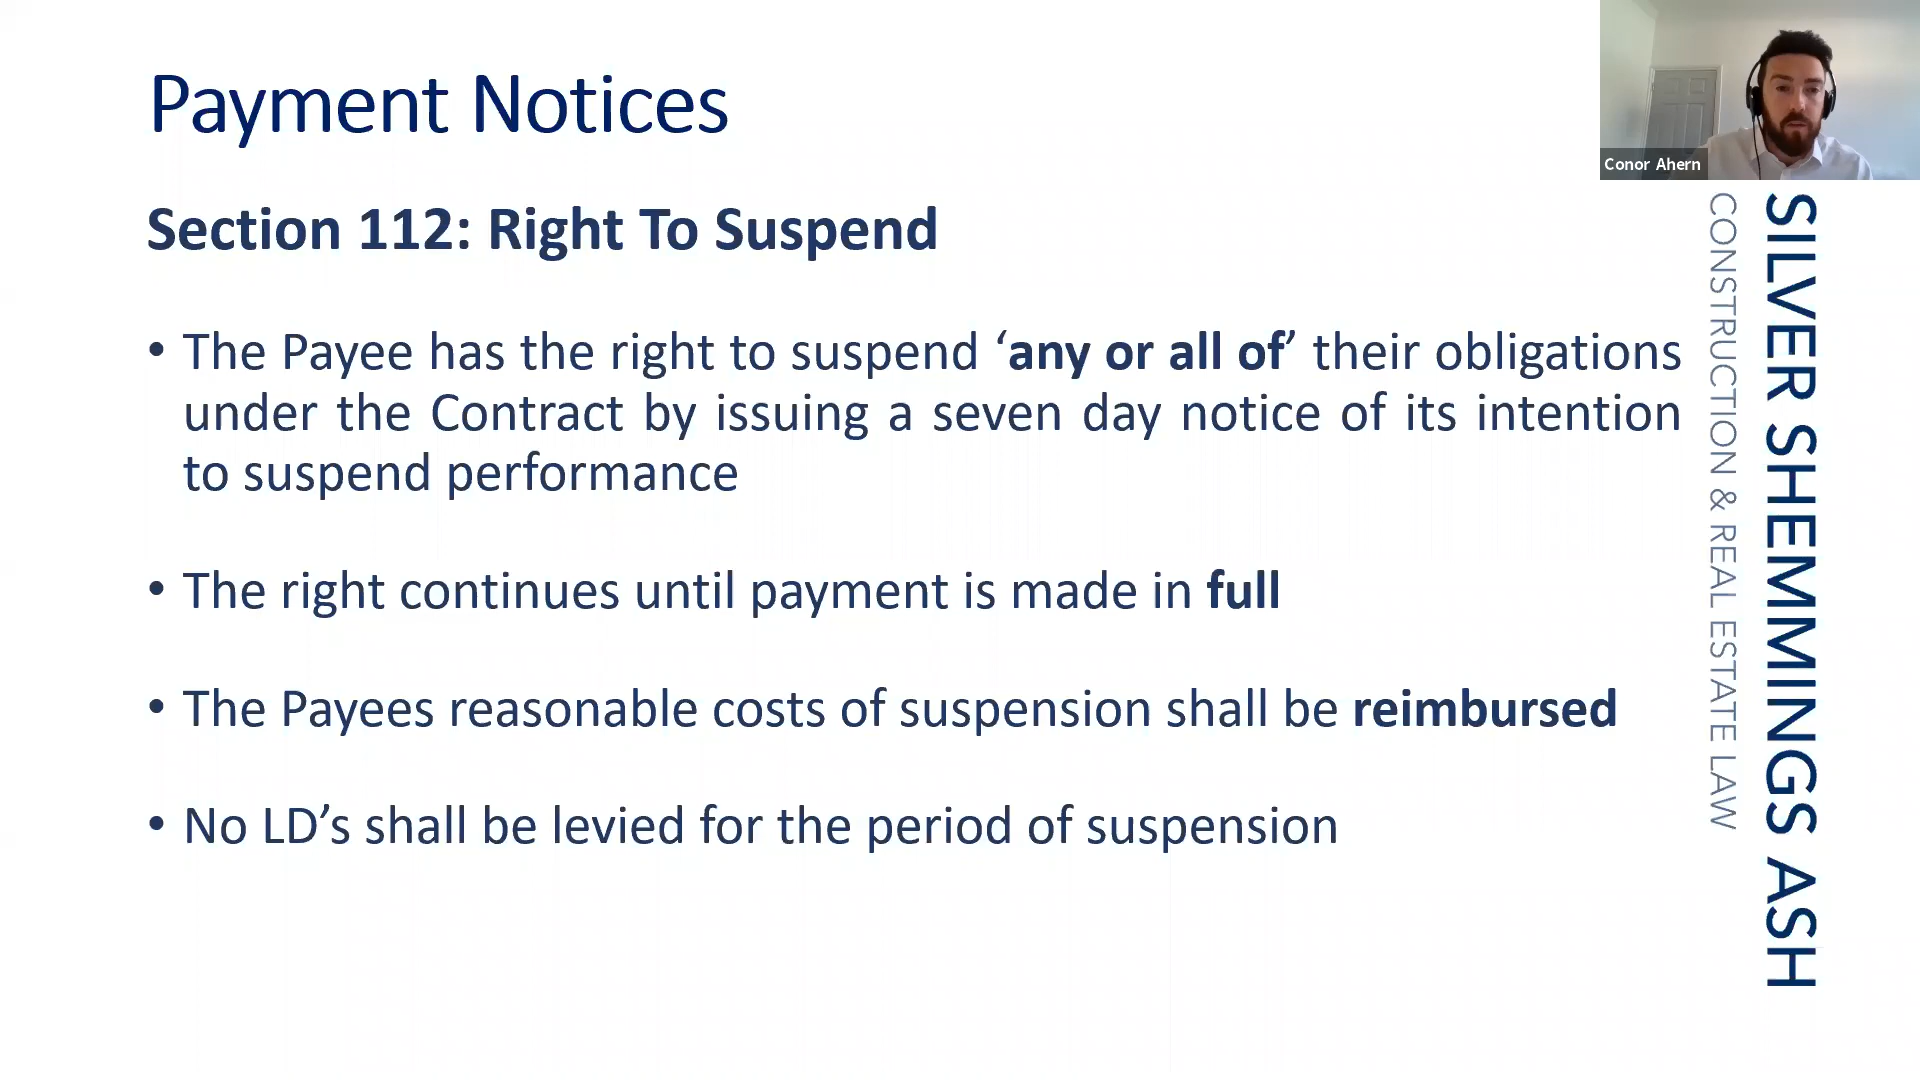 Payment Notices
Section 112: Right To Suspend
• The Payee has the right to suspend ‘any or all of’ their obligations
under the Contract by issuing a seven day notice of its intention
to suspend performance
• The right continues until payment is made in full
• The Payees reasonable costs of suspension shall be reimbursed
• No LD’s shall be levied for the period of suspension
Conor Ahern
SILVER SHEMMINGS ASH
CONSTRUCTION & REAL ESTATE LAW